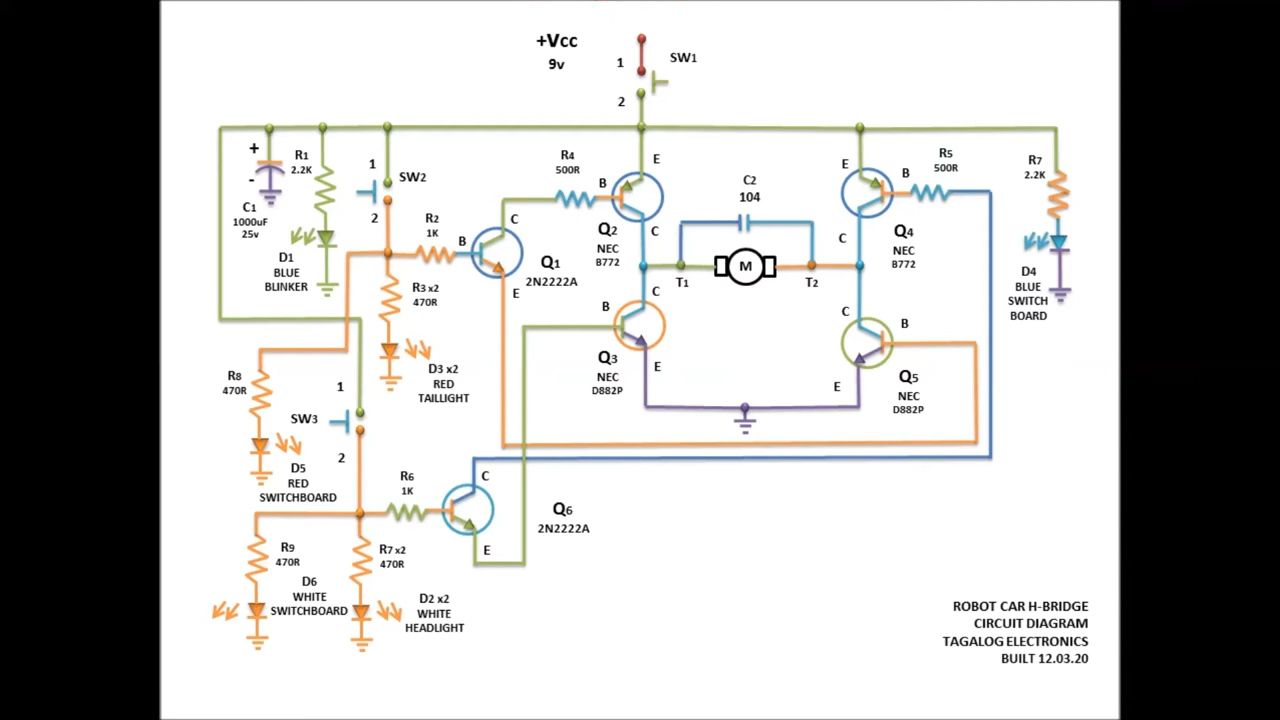 +Vcc
9v
1
SW1
2
+
-
C1
1000uF
25v
R1
2.2K
D1
BLUE
BLINKER
1
SW2
2
R2
1K
B
C
E
Q1
2N2222A
R3 x2
470R
D3 x2
RED
TAILLIGHT
R4
500R
B
E
C
Q2
NEC
B772
C2
104
M
T1
T2
E
B
C
R5
500R
Q4
NEC
B772
R7
2.2K
D4
BLUE
SWITCH
BOARD
B
C
E
Q3
NEC
D882P
C
B
E
Q5
NEC
D882P
R8
470R
D5
RED
SWITCHBOARD
1
SW3
2
R6
1K
C
E
Q6
2N2222A
R9
470R
D6
WHITE
SWITCHBOARD
R7 x2
470R
D2 x2
WHITE
HEADLIGHT
ROBOT CAR H-BRIDGE
CIRCUIT DIAGRAM
TAGALOG ELECTRONICS
BUILT 12.03.20